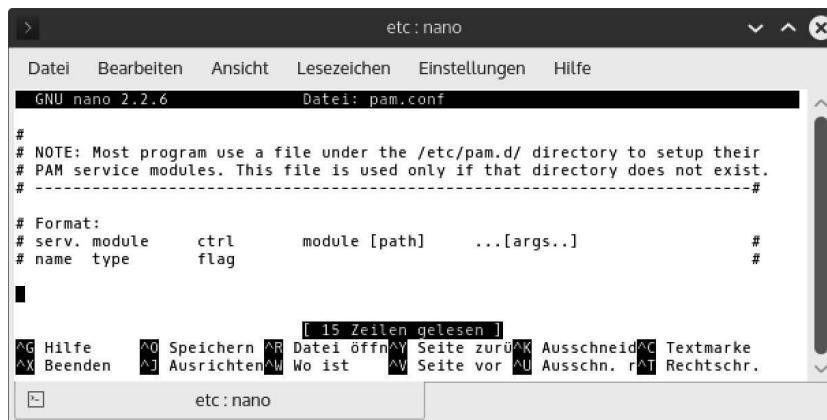 etc : nano
Datei Bearbeiten Ansicht Lesezeichen Einstellungen Hilfe
GNU nano 2.2.6 Datei: pam.conf
#
# NOTE: Most program use a file under the /etc/pam.d/ directory to setup their
# PAM service modules. This file is used only if that directory does not exist.
# ---------------------------------------------------------------------------#
# Format:
# serv. module ctrl module [path] ...[args..] #
# name type flag #
[ 15 Zeilen gelesen ]
^G Hilfe ^O Speichern ^R Datei öffn^Y Seite zurü^K Ausschneid^C Textmarke
^X Beenden ^J Ausrichten^W Wo ist ^V Seite vor ^U Ausschn. r^T Rechtschr.
etc : nano